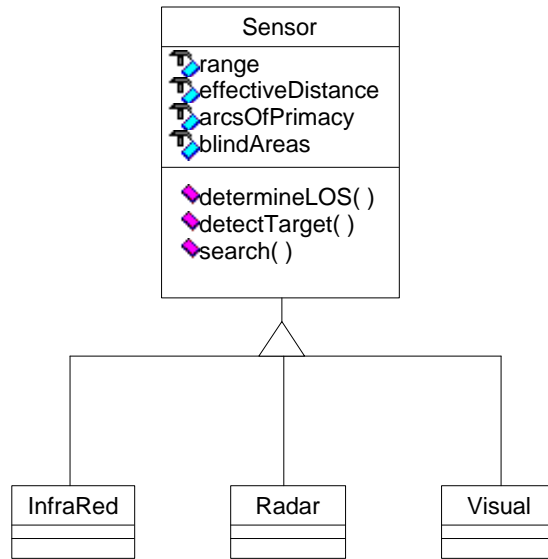 Sensor
range
effectiveDistance
arcsOfPrimacy
blindAreas
determineLOS( )
detectTarget( )
search( )
InfraRed
Radar
Visual